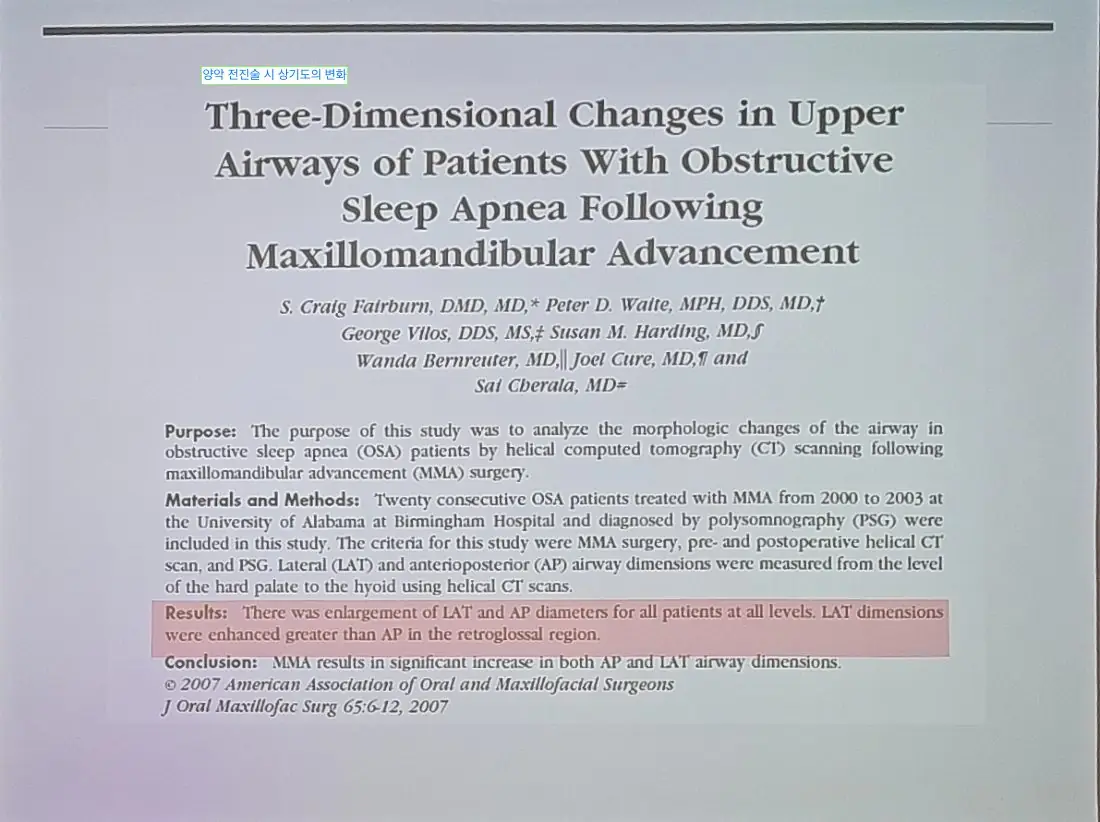 양악 전진술 시 상기도의 변화
Three-Dimensional Changes in Upper
Airways of Patients With Obstructive
Sleep Apnea Following
Maxillomandibular Advancement
S. Craig Fairburn, DMD, MD,* Peter D. Waite, MPH, DDS, MD,†
George Vilos, DDS, MS,‡ Susan M. Harding, MD,§
Wanda Bernreuter, MD,|| Joel Cure, MD,¶ and
Sai Cherala, MD=
Purpose: The purpose of this study was to analyze the morphologic changes of the airway in
obstructive sleep apnea (OSA) patients by helical computed tomography (CT) scanning following
maxillomandibular advancement (MMA) surgery.
Materials and Methods: Twenty consecutive OSA patients treated with MMA from 2000 to 2003 at
the University of Alabama at Birmingham Hospital and diagnosed by polysomnography (PSG) were
included in this study. The criteria for this study were MMA surgery, pre- and postoperative helical CT
scan, and PSG. Lateral (LAT) and anterioposterior (AP) airway dimensions were measured from the level
of the hard palate to the hyoid using helical CT scans.
Results: There was enlargement of LAT and AP diameters for all patients at all levels. LAT dimensions
were enhanced greater than AP in the retroglossal region.
Conclusion: MMA results in significant increase in both AP and LAT airway dimensions.
© 2007 American Association of Oral and Maxillofacial Surgeons
J Oral Maxillofac Surg 65:6-12, 2007